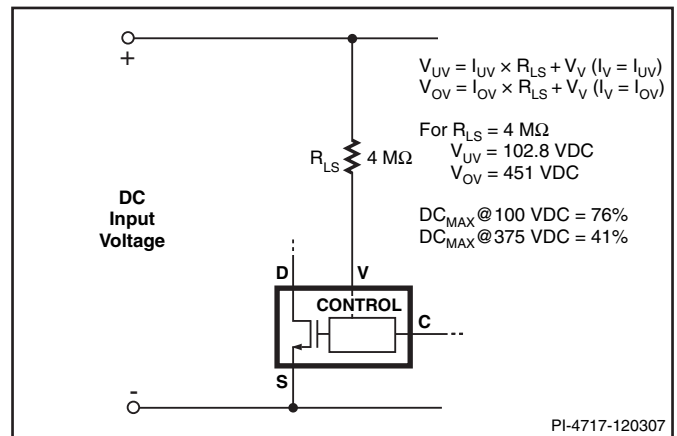 +
V_UV = I_UV × R_LS + V_V (I_V = I_UV)
V_OV = I_OV × R_LS + V_V (I_V = I_OV)
For R_LS = 4 MΩ
V_UV = 102.8 VDC
V_OV = 451 VDC
DC_MAX@100 VDC = 76%
DC_MAX@375 VDC = 41%
R_LS 4 MΩ
DC
Input
Voltage
D V
CONTROL
C
S
-
PI-4717-120307